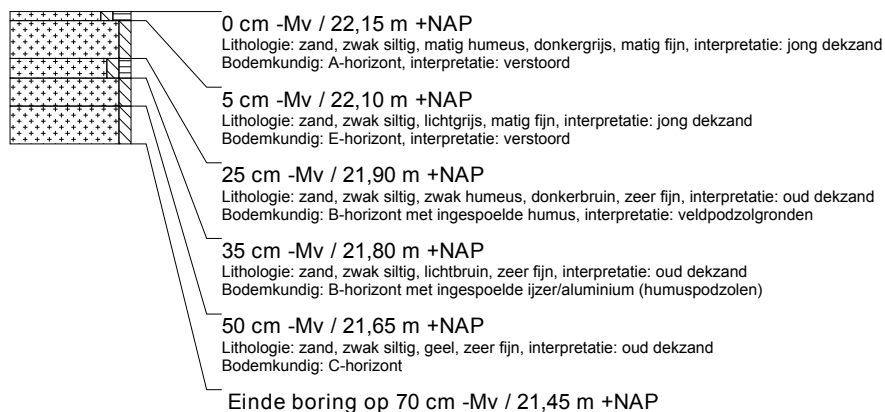 0 cm -Mv / 22,15 m +NAP
Lithologie: zand, zwak siltig, matig humeus, donkergrijs, matig fijn, interpretatie: jong dekzand
Bodemkundig: A-horizont, interpretatie: verstoord
5 cm -Mv / 22,10 m +NAP
Lithologie: zand, zwak siltig, lichtgrijs, matig fijn, interpretatie: jong dekzand
Bodemkundig: E-horizont, interpretatie: verstoord
25 cm -Mv / 21,90 m +NAP
Lithologie: zand, zwak siltig, zwak humeus, donkerbruin, zeer fijn, interpretatie: oud dekzand
Bodemkundig: B-horizont met ingespoelde humus, interpretatie: veldpodzolgronden
35 cm -Mv / 21,80 m +NAP
Lithologie: zand, zwak siltig, lichtbruin, zeer fijn, interpretatie: oud dekzand
Bodemkundig: B-horizont met ingespoelde ijzer/aluminium (humuspodzolen)
50 cm -Mv / 21,65 m +NAP
Lithologie: zand, zwak siltig, geel, zeer fijn, interpretatie: oud dekzand
Bodemkundig: C-horizont
Einde boring op 70 cm -Mv / 21,45 m +NAP